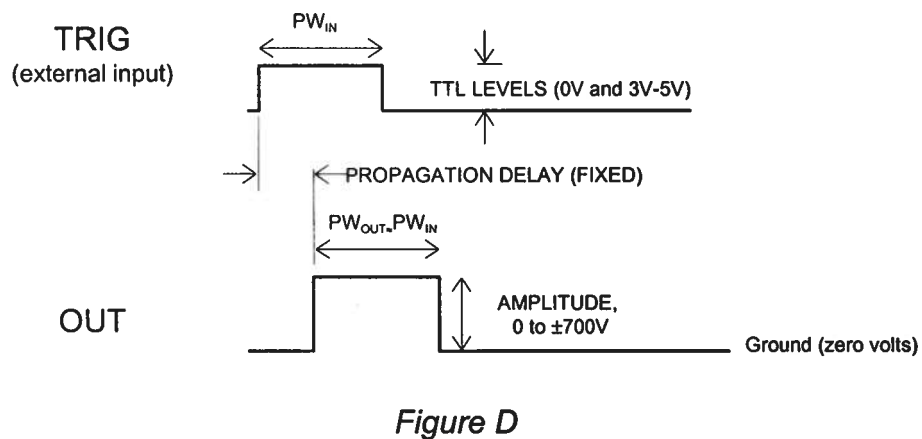 PW_IN
TRIG
(external input)
TTL LEVELS (0V and 3V-5V)
PROPAGATION DELAY (FIXED)
PW_OUT≈PW_IN
AMPLITUDE,
0 to ±700V
OUT
Ground (zero volts)
Figure D